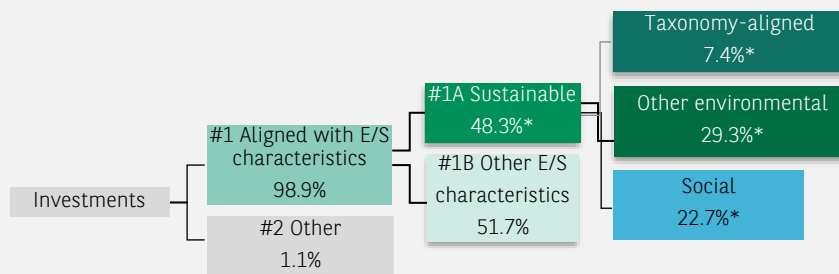 Investments
#1 Aligned with E/S
characteristics
98.9%
#2 Other
1.1%
#1A Sustainable
48.3%*
#1B Other E/S
characteristics
51.7%
Taxonomy-aligned
7.4%*
Other environmental
29.3%*
Social
22.7%*